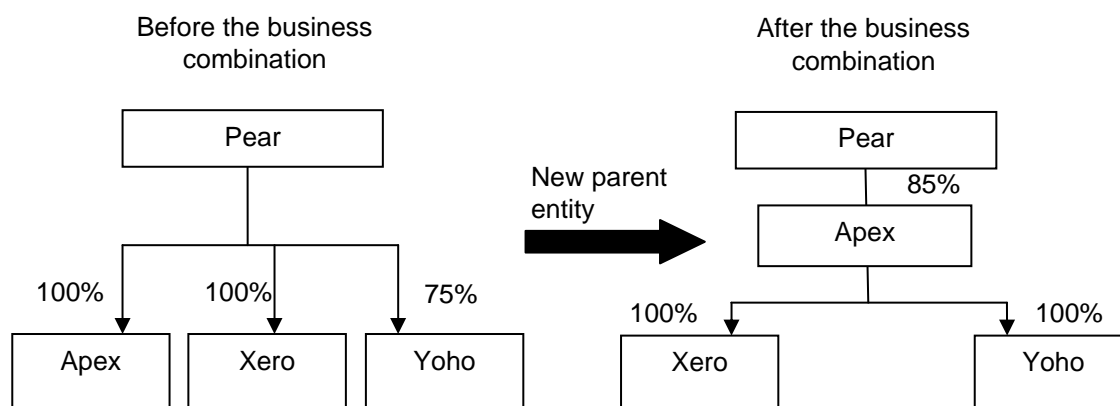 Before the business
combination
Pear
100%
100%
75%
Apex
Xero
Yoho
New parent
entity
After the business
combination
Pear
85%
Apex
100%
100%
Xero
Yoho